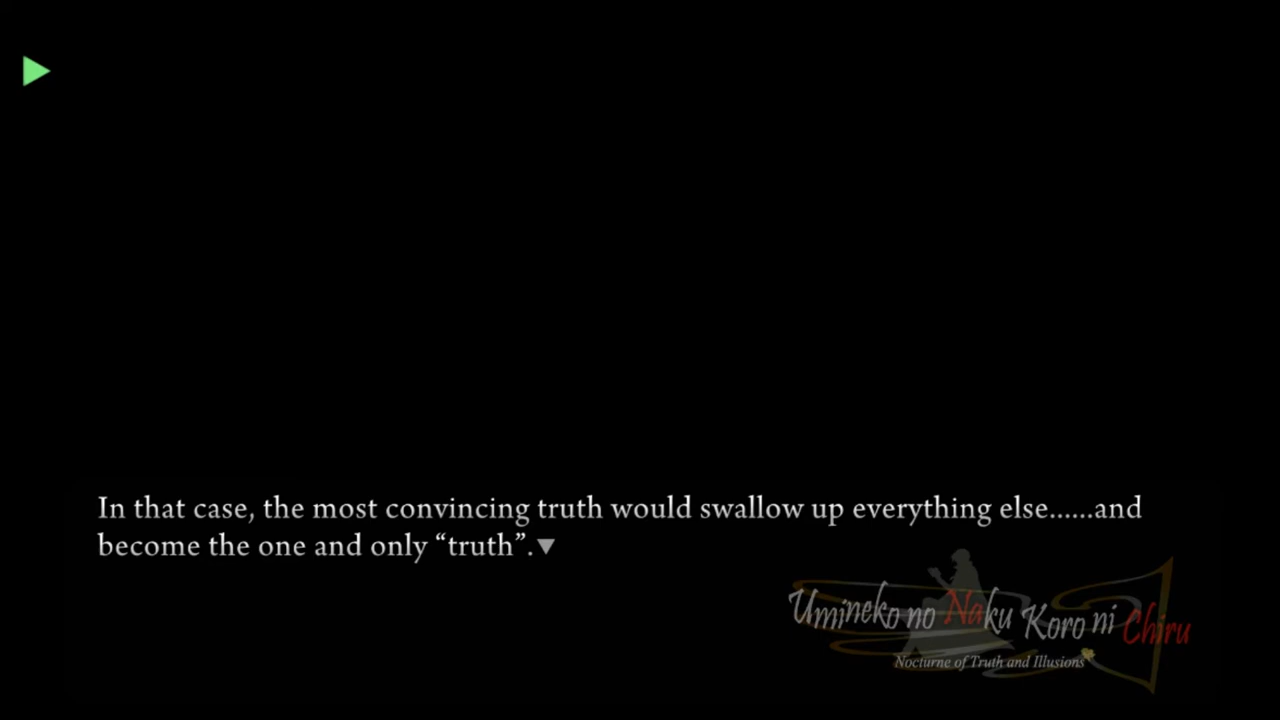 In that case, the most convincing truth would swallow up everything else......and
become the one and only “truth”.
Umineko no Naku Koro ni Chiru
Nocturne of Truth and Illusions